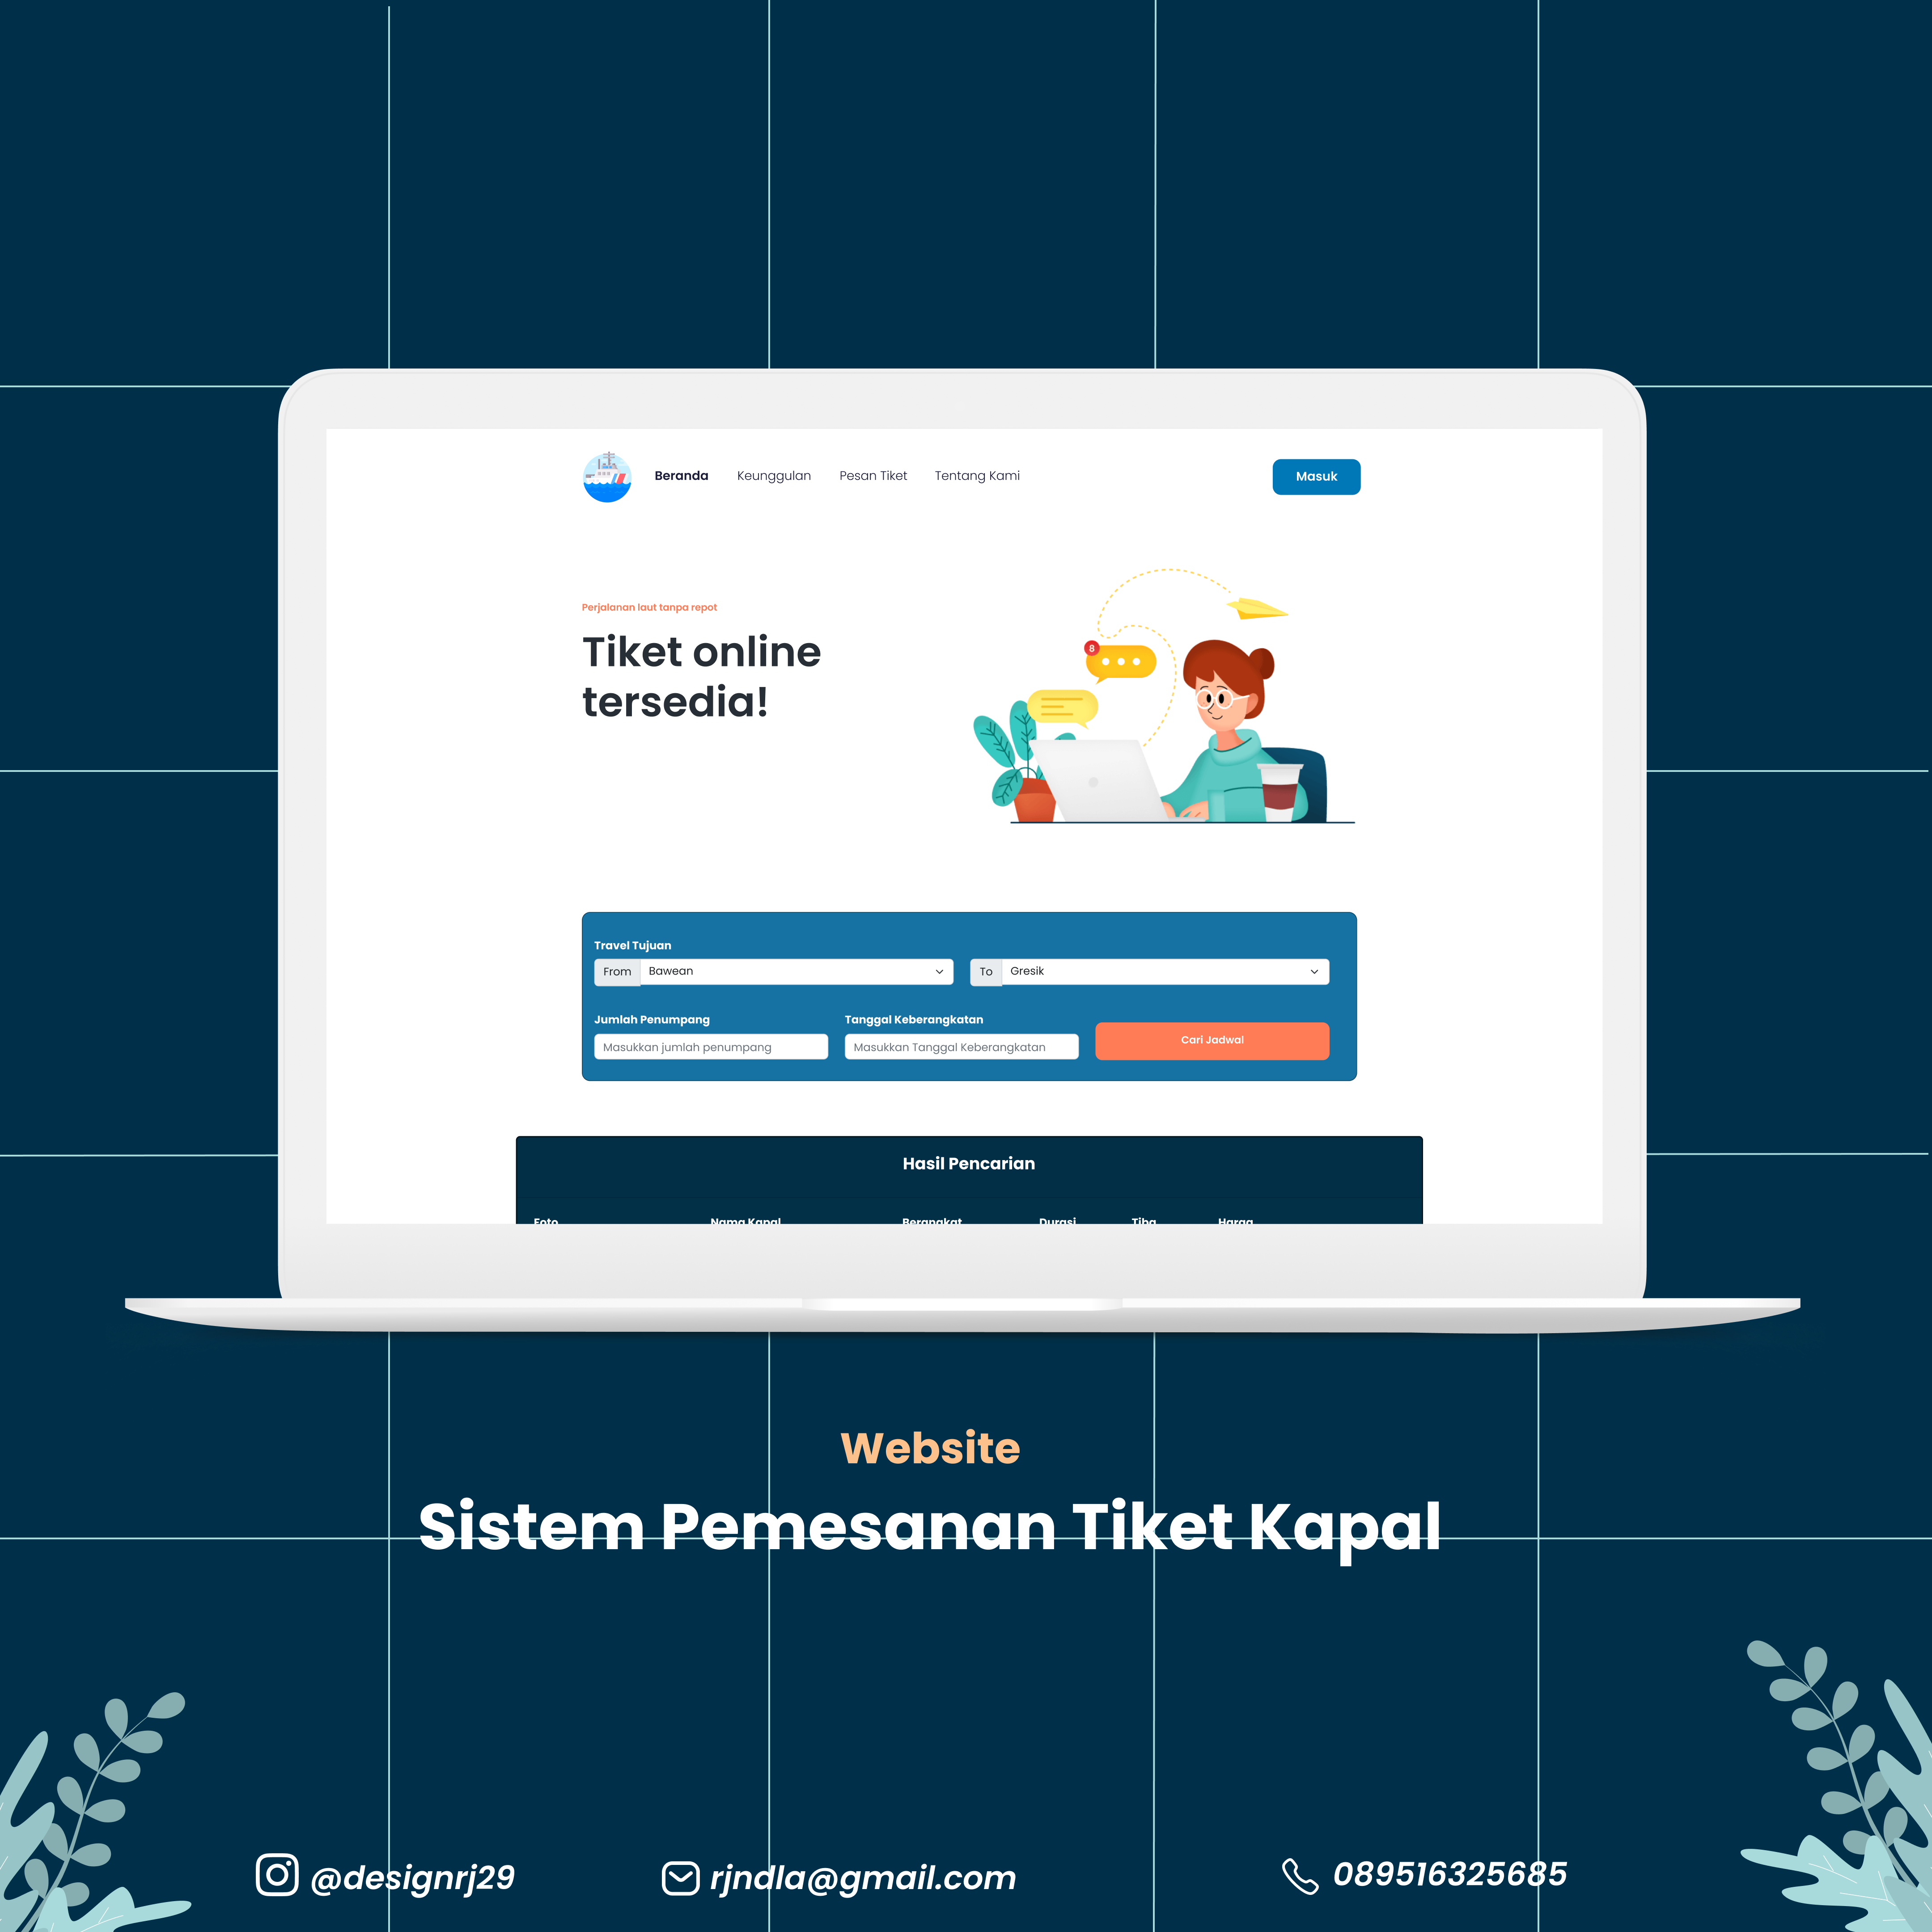 Beranda Keunggulan Pesan Tiket Tentang Kami Masuk
Perjalanan laut tanpa repot
Tiket online
tersedia!
8
Travel Tujuan
From Bawean To Gresik
Jumlah Penumpang Tanggal Keberangkatan
Masukkan jumlah penumpang Masukkan Tanggal Keberangkatan Cari Jadwal
Hasil Pencarian
Foto Nama Kapal Berangkat Durasi Tiba Harga
Website
Sistem Pemesanan Tiket Kapal
@designrj29 rjndla@gmail.com 089516325685